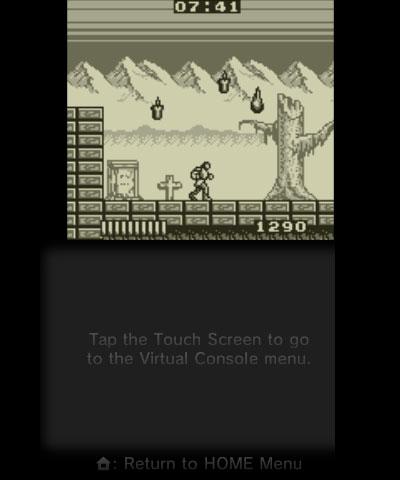 07:41
1290
Tap the Touch Screen to go
to the Virtual Console menu.
: Return to HOME Menu